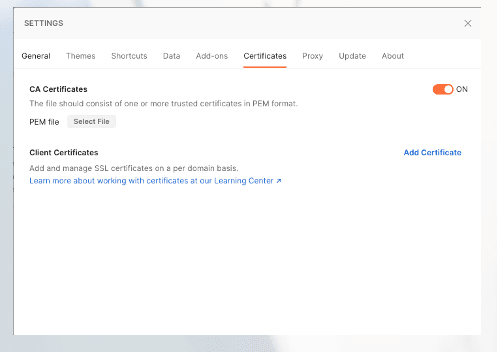 SETTINGS
General Themes Shortcuts Data Add-ons Certificates Proxy Update About
CA Certificates
ON
The file should consist of one or more trusted certificates in PEM format.
PEM file Select File
Client Certificates
Add Certificate
Add and manage SSL certificates on a per domain basis.
Learn more about working with certificates at our Learning Center ↗